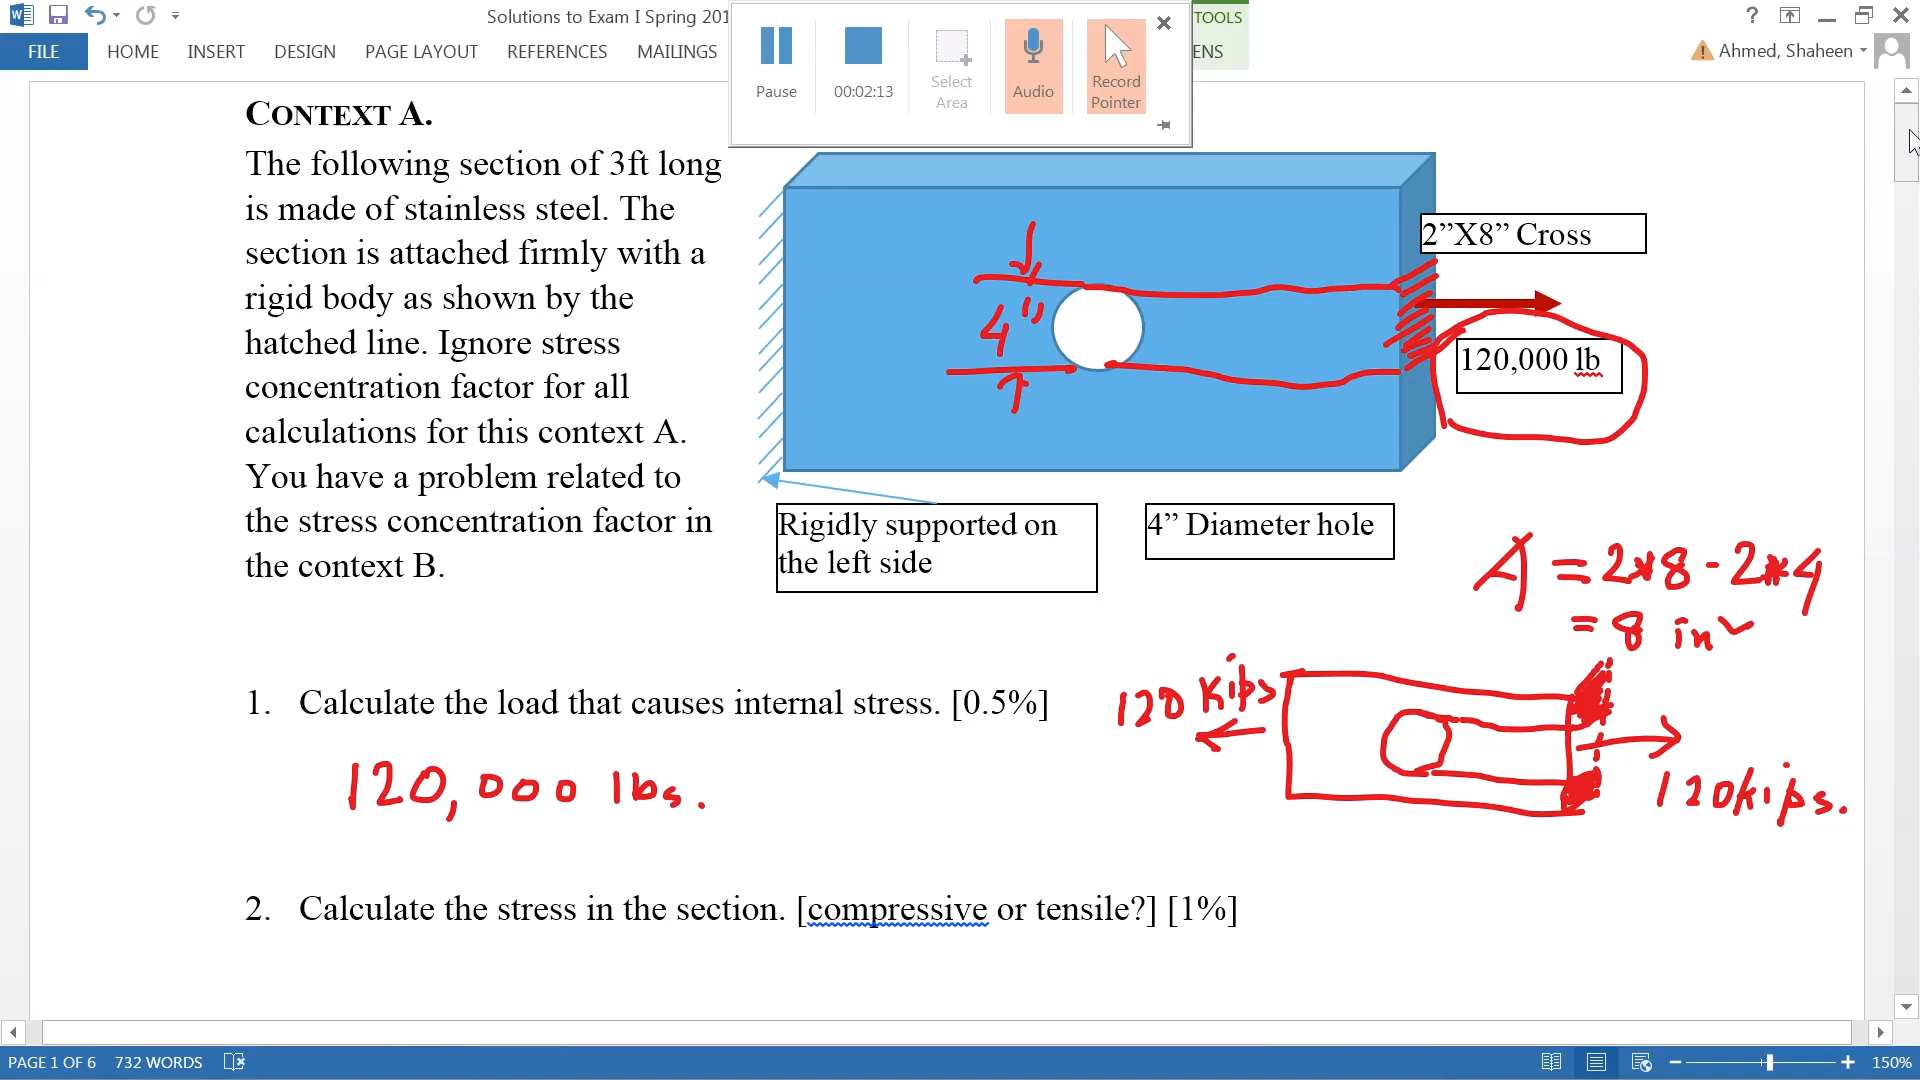 Solutions to Exam I Spring 201
TOOLS
?
FILE
HOME
INSERT
DESIGN
PAGE LAYOUT
REFERENCES
MAILINGS
ENS
Ahmed, Shaheen
Pause
00:02:13
Select
Area
Audio
Record
Pointer
CONTEXT A.
The following section of 3ft long
is made of stainless steel. The
section is attached firmly with a
rigid body as shown by the
hatched line. Ignore stress
concentration factor for all
calculations for this context A.
You have a problem related to
the stress concentration factor in
the context B.
2”X8” Cross
4"
120,000 lb
Rigidly supported on
the left side
4” Diameter hole
A = 2*8 - 2*4
= 8 in²
1. Calculate the load that causes internal stress. [0.5%]
120 kips
120kips.
120,000 lbs.
2. Calculate the stress in the section. [compressive or tensile?] [1%]
PAGE 1 OF 6
732 WORDS
150%